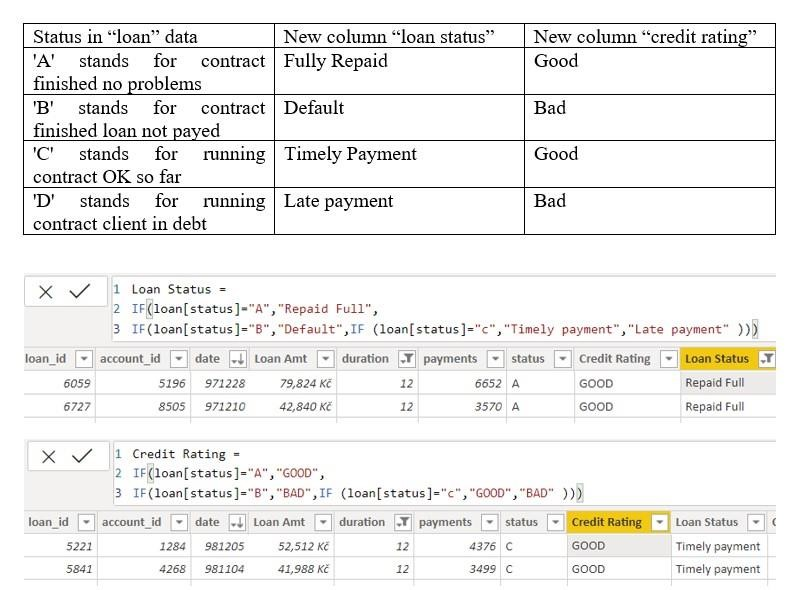 Status in “loan” data New column “loan status” New column “credit rating”
'A' stands for contract Fully Repaid Good
finished no problems
'B' stands for contract Default Bad
finished loan not payed
'C' stands for running Timely Payment Good
contract OK so far
'D' stands for running Late payment Bad
contract client in debt
1 Loan Status =
2 IF(loan[status]="A","Repaid Full",
3 IF(loan[status]="B","Default",IF (loan[status]="c","Timely payment","Late payment" )))
loan_id account_id date Loan Amt duration payments status Credit Rating Loan Status
6059 5196 971228 79,824 Kč 12 6652 A GOOD Repaid Full
6727 8505 971210 42,840 Kč 12 3570 A GOOD Repaid Full
1 Credit Rating =
2 IF(loan[status]="A","GOOD",
3 IF(loan[status]="B","BAD",IF (loan[status]="c","GOOD","BAD" )))
loan_id account_id date Loan Amt duration payments status Credit Rating Loan Status
5221 1284 981205 52,512 Kč 12 4376 C GOOD Timely payment
5841 4268 981104 41,988 Kč 12 3499 C GOOD Timely payment